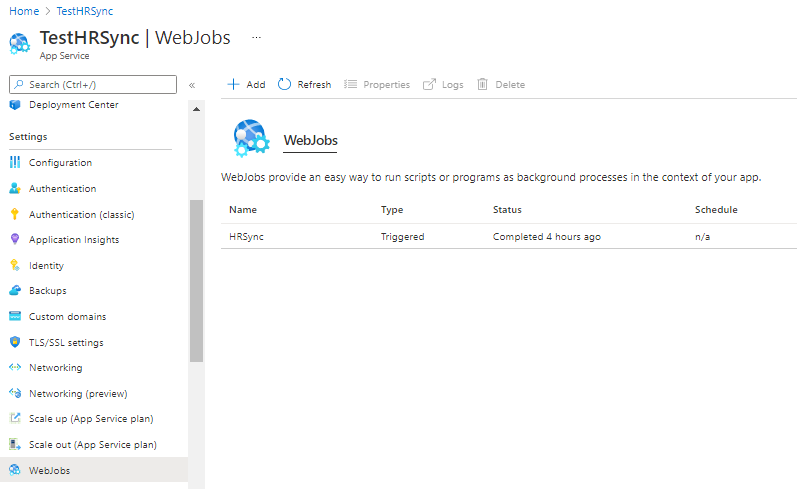 Home > TestHRSync
TestHRSync | WebJobs ...
App Service
Search (Ctrl+/) «
Deployment Center
Settings
Configuration
Authentication
Authentication (classic)
Application Insights
Identity
Backups
Custom domains
TLS/SSL settings
Networking
Networking (preview)
Scale up (App Service plan)
Scale out (App Service plan)
WebJobs
Add Refresh Properties Logs Delete
WebJobs
WebJobs provide an easy way to run scripts or programs as background processes in the context of your app.
Name Type Status Schedule
HRSync Triggered Completed 4 hours ago n/a